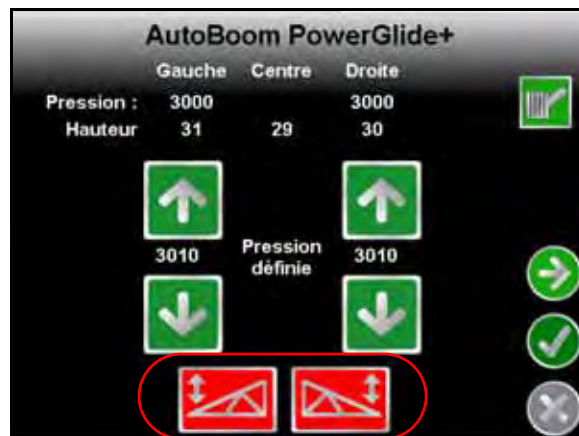 AutoBoom PowerGlide+
Gauche Centre Droite
Pression : 3000 3000
Hauteur 31 29 30
3010 Pression définie 3010